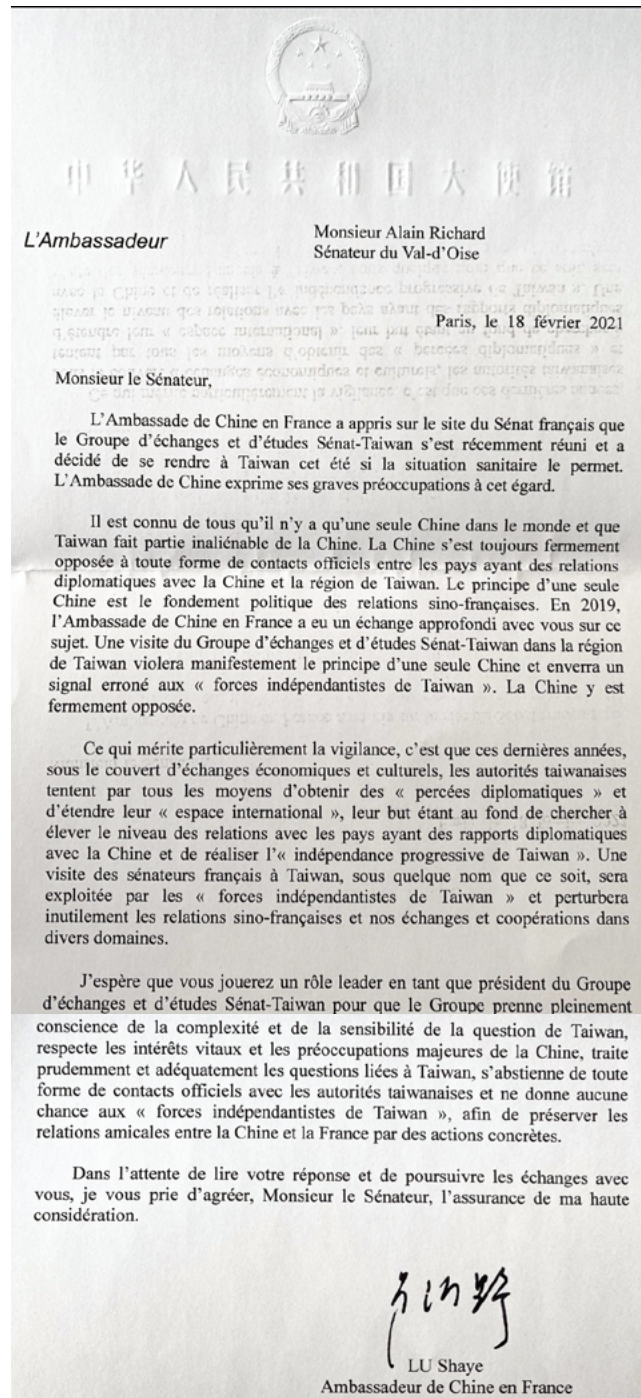 中华人民共和国大使馆
L'Ambassadeur
Monsieur Alain Richard
Sénateur du Val-d'Oise
Paris, le 18 février 2021
Monsieur le Sénateur,
L'Ambassade de Chine en France a appris sur le site du Sénat français que
le Groupe d'échanges et d'études Sénat-Taiwan s'est récemment réuni et a
décidé de se rendre à Taiwan cet été si la situation sanitaire le permet.
L'Ambassade de Chine exprime ses graves préoccupations à cet égard.
Il est connu de tous qu'il n'y a qu'une seule Chine dans le monde et que
Taiwan fait partie inaliénable de la Chine. La Chine s'est toujours fermement
opposée à toute forme de contacts officiels entre les pays ayant des relations
diplomatiques avec la Chine et la région de Taiwan. Le principe d'une seule
Chine est le fondement politique des relations sino-françaises. En 2019,
l'Ambassade de Chine en France a eu un échange approfondi avec vous sur ce
sujet. Une visite du Groupe d'échanges et d'études Sénat-Taiwan dans la région
de Taiwan violera manifestement le principe d'une seule Chine et enverra un
signal erroné aux « forces indépendantistes de Taiwan ». La Chine y est
fermement opposée.
Ce qui mérite particulièrement la vigilance, c'est que ces dernières années,
sous le couvert d'échanges économiques et culturels, les autorités taiwanaises
tentent par tous les moyens d'obtenir des « percées diplomatiques » et
d'étendre leur « espace international », leur but étant au fond de chercher à
élever le niveau des relations avec les pays ayant des rapports diplomatiques
avec la Chine et de réaliser l'« indépendance progressive de Taiwan ». Une
visite des sénateurs français à Taiwan, sous quelque nom que ce soit, sera
exploitée par les « forces indépendantistes de Taiwan » et perturbera
inutilement les relations sino-françaises et nos échanges et coopérations dans
divers domaines.
J'espère que vous jouerez un rôle leader en tant que président du Groupe
d'échanges et d'études Sénat-Taiwan pour que le Groupe prenne pleinement
conscience de la complexité et de la sensibilité de la question de Taiwan,
respecte les intérêts vitaux et les préoccupations majeures de la Chine, traite
prudemment et adéquatement les questions liées à Taiwan, s'abstienne de toute
forme de contacts officiels avec les autorités taiwanaises et ne donne aucune
chance aux « forces indépendantistes de Taiwan », afin de préserver les
relations amicales entre la Chine et la France par des actions concrètes.
Dans l'attente de lire votre réponse et de poursuivre les échanges avec
vous, je vous prie d'agréer, Monsieur le Sénateur, l'assurance de ma haute
considération.
LU Shaye
Ambassadeur de Chine en France